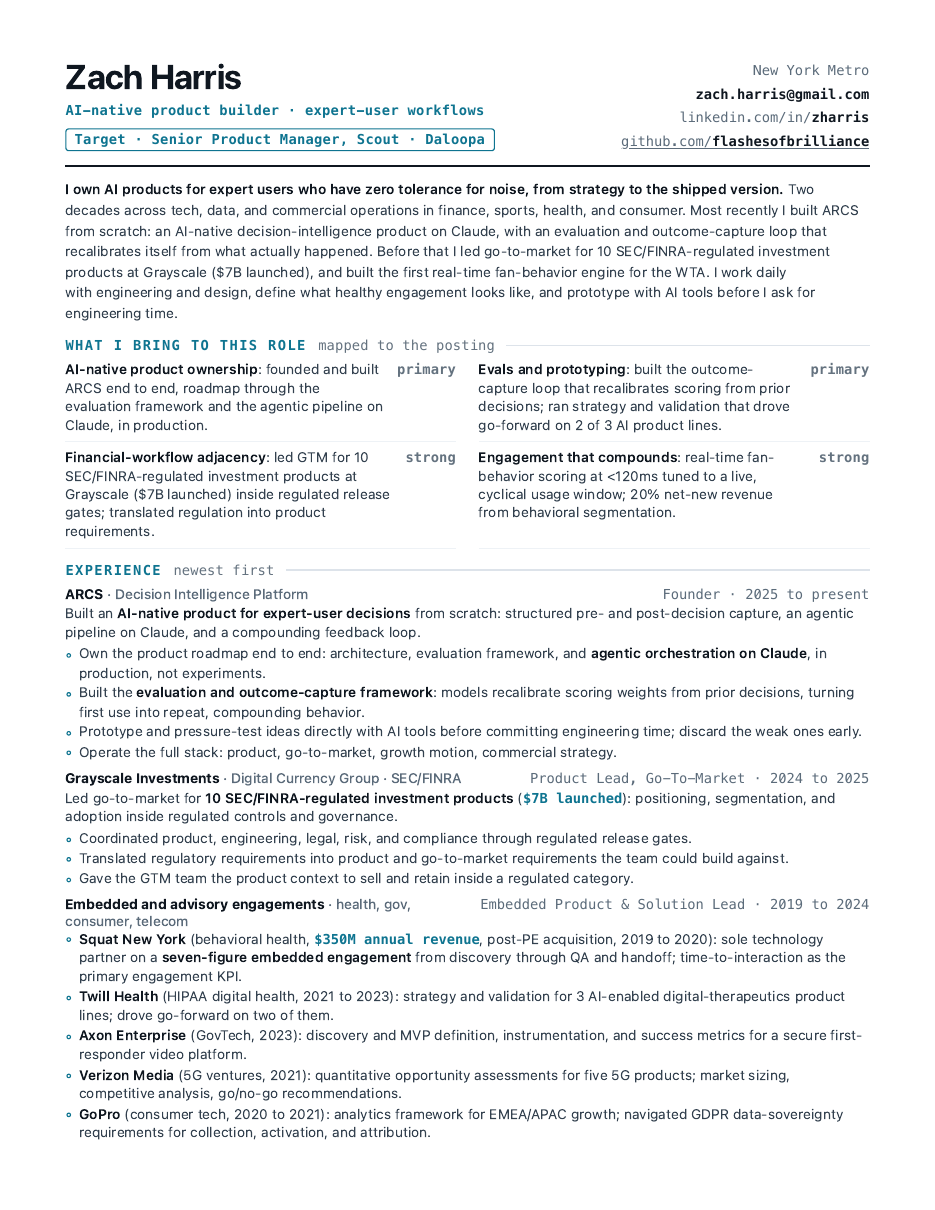 Zach Harris
AI-native product builder · expert-user workflows
Target · Senior Product Manager, Scout · Daloopa
New York Metro
zach.harris@gmail.com
linkedin.com/in/zharris
github.com/flashesofbrilliance
I own AI products for expert users who have zero tolerance for noise, from strategy to the shipped version. Two
decades across tech, data, and commercial operations in finance, sports, health, and consumer. Most recently I built ARCS
from scratch: an AI-native decision-intelligence product on Claude, with an evaluation and outcome-capture loop that
recalibrates itself from what actually happened. Before that I led go-to-market for 10 SEC/FINRA-regulated investment
products at Grayscale ($7B launched), and built the first real-time fan-behavior engine for the WTA. I work daily
with engineering and design, define what healthy engagement looks like, and prototype with AI tools before I ask for
engineering time.
WHAT I BRING TO THIS ROLE mapped to the posting
AI-native product ownership: founded and built primary
ARCS end to end, roadmap through the
evaluation framework and the agentic pipeline on
Claude, in production.
Evals and prototyping: built the outcome- primary
capture loop that recalibrates scoring from prior
decisions; ran strategy and validation that drove
go-forward on 2 of 3 AI product lines.
Financial-workflow adjacency: led GTM for 10 strong
SEC/FINRA-regulated investment products at
Grayscale ($7B launched) inside regulated release
gates; translated regulation into product
requirements.
Engagement that compounds: real-time fan- strong
behavior scoring at <120ms tuned to a live,
cyclical usage window; 20% net-new revenue
from behavioral segmentation.
EXPERIENCE newest first
ARCS · Decision Intelligence Platform Founder · 2025 to present
Built an AI-native product for expert-user decisions from scratch: structured pre- and post-decision capture, an agentic
pipeline on Claude, and a compounding feedback loop.
Own the product roadmap end to end: architecture, evaluation framework, and agentic orchestration on Claude, in
production, not experiments.
Built the evaluation and outcome-capture framework: models recalibrate scoring weights from prior decisions, turning
first use into repeat, compounding behavior.
Prototype and pressure-test ideas directly with AI tools before committing engineering time; discard the weak ones early.
Operate the full stack: product, go-to-market, growth motion, commercial strategy.
Grayscale Investments · Digital Currency Group · SEC/FINRA Product Lead, Go-To-Market · 2024 to 2025
Led go-to-market for 10 SEC/FINRA-regulated investment products ($7B launched): positioning, segmentation, and
adoption inside regulated controls and governance.
Coordinated product, engineering, legal, risk, and compliance through regulated release gates.
Translated regulatory requirements into product and go-to-market requirements the team could build against.
Gave the GTM team the product context to sell and retain inside a regulated category.
Embedded and advisory engagements · health, gov, Embedded Product & Solution Lead · 2019 to 2024
consumer, telecom
Squat New York (behavioral health, $350M annual revenue, post-PE acquisition, 2019 to 2020): sole technology
partner on a seven-figure embedded engagement from discovery through QA and handoff; time-to-interaction as the
primary engagement KPI.
Twill Health (HIPAA digital health, 2021 to 2023): strategy and validation for 3 AI-enabled digital-therapeutics product
lines; drove go-forward on two of them.
Axon Enterprise (GovTech, 2023): discovery and MVP definition, instrumentation, and success metrics for a secure first-
responder video platform.
Verizon Media (5G ventures, 2021): quantitative opportunity assessments for five 5G products; market sizing,
competitive analysis, go/no-go recommendations.
GoPro (consumer tech, 2020 to 2021): analytics framework for EMEA/APAC growth; navigated GDPR data-sovereignty
requirements for collection, activation, and attribution.